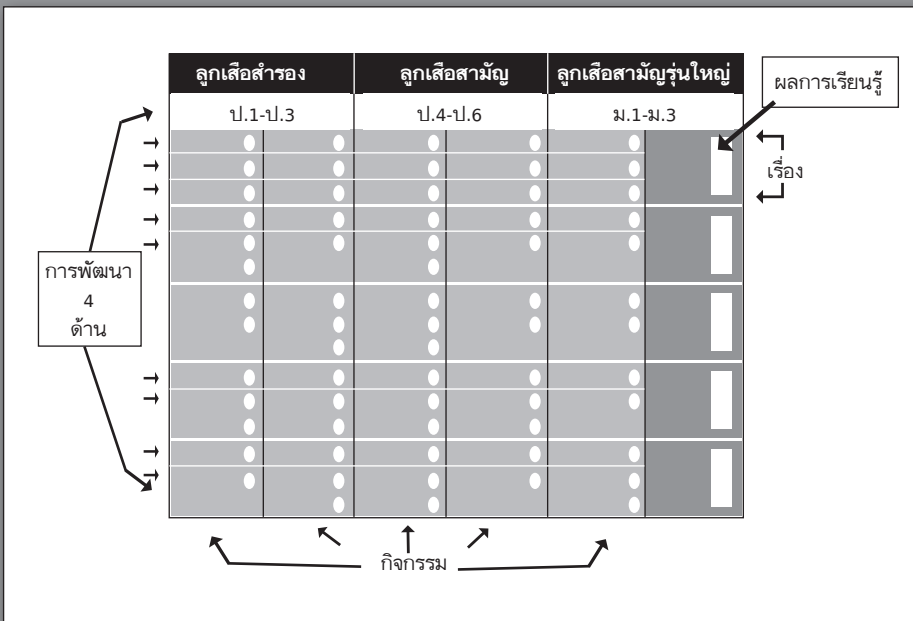 ลูกเสือสำรอง ลูกเสือสามัญ ลูกเสือสามัญรุ่นใหญ่
ป.1-ป.3 ป.4-ป.6 ม.1-ม.3
ผลการเรียนรู้
เรื่อง
การพัฒนา
4
ด้าน
กิจกรรม